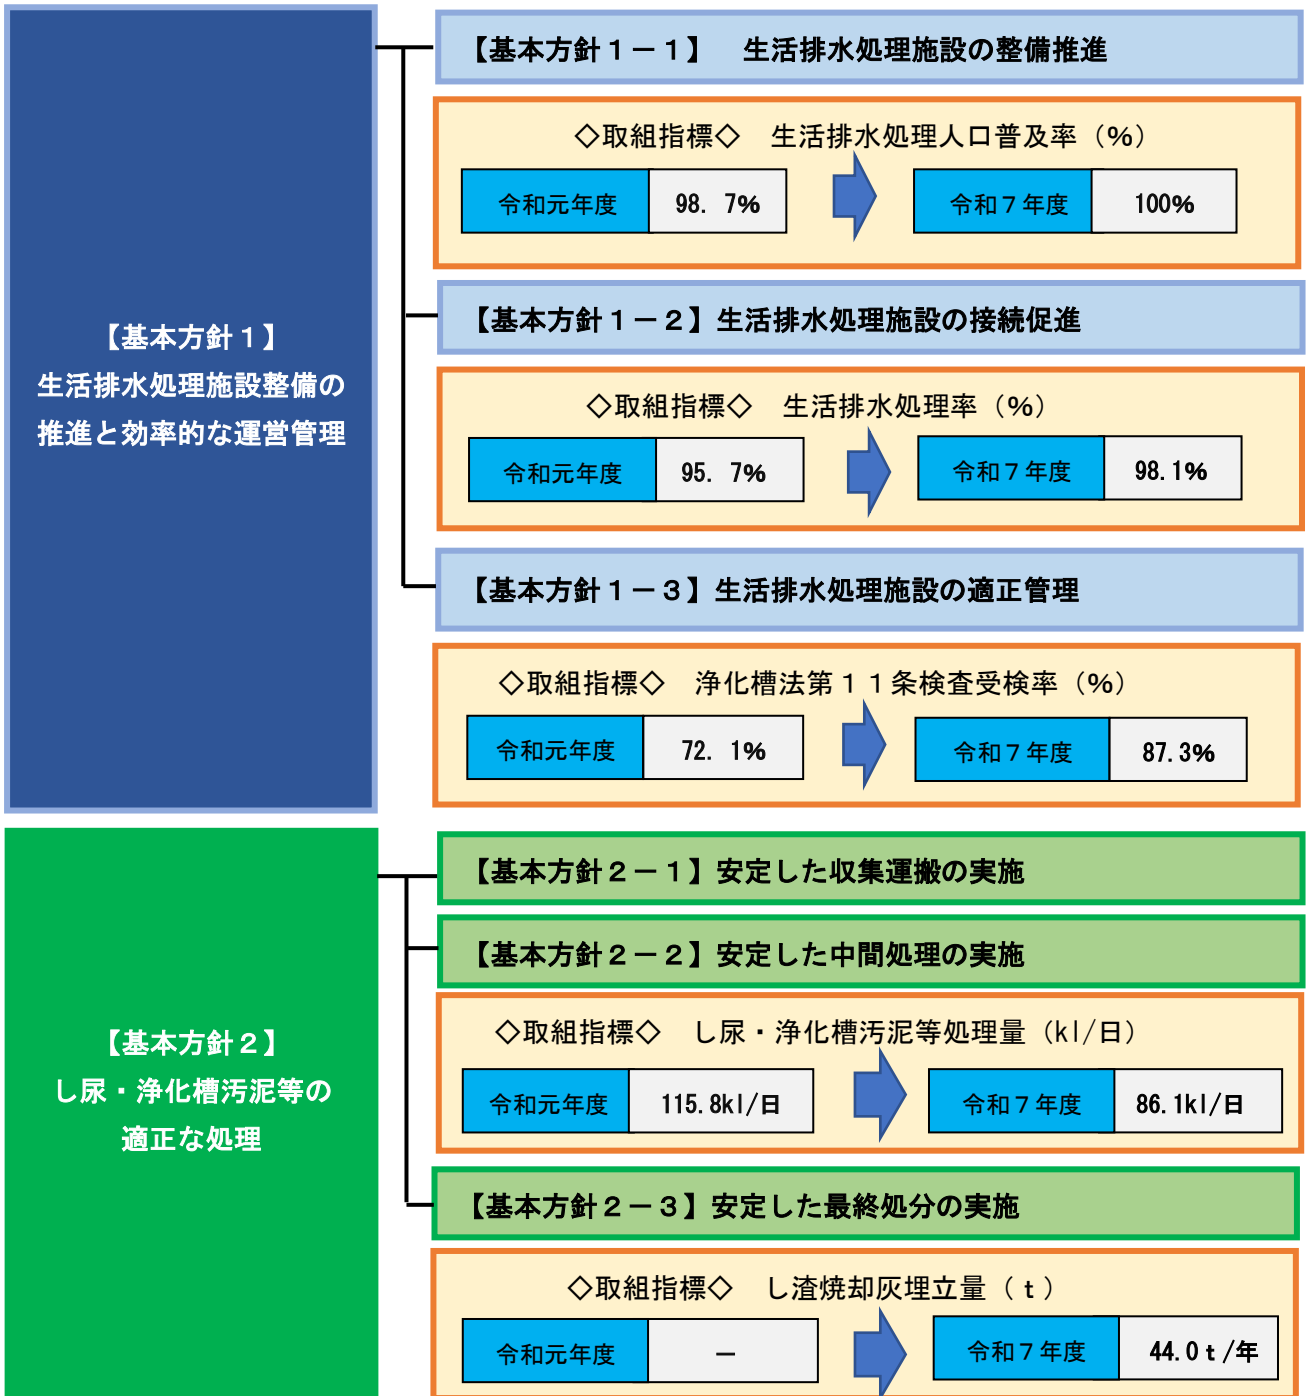 【基本方針１】
生活排水処理施設整備の
推進と効率的な運営管理
【基本方針１－１】　生活排水処理施設の整備推進
◇取組指標◇　生活排水処理人口普及率（％）
令和元年度 98. 7% 令和７年度 100%
【基本方針１－２】生活排水処理施設の接続促進
◇取組指標◇　生活排水処理率（％）
令和元年度 95. 7% 令和７年度 98.1%
【基本方針１－３】生活排水処理施設の適正管理
◇取組指標◇　浄化槽法第１１条検査受検率（％）
令和元年度 72. 1% 令和７年度 87.3%
【基本方針２】
し尿・浄化槽汚泥等の
適正な処理
【基本方針２－１】安定した収集運搬の実施
【基本方針２－２】安定した中間処理の実施
◇取組指標◇　し尿・浄化槽汚泥等処理量（kl/日）
令和元年度 115.8kl/日 令和７年度 86.1kl/日
【基本方針２－３】安定した最終処分の実施
◇取組指標◇　し渣焼却灰埋立量（ｔ）
令和元年度 － 令和７年度 44.0ｔ/年